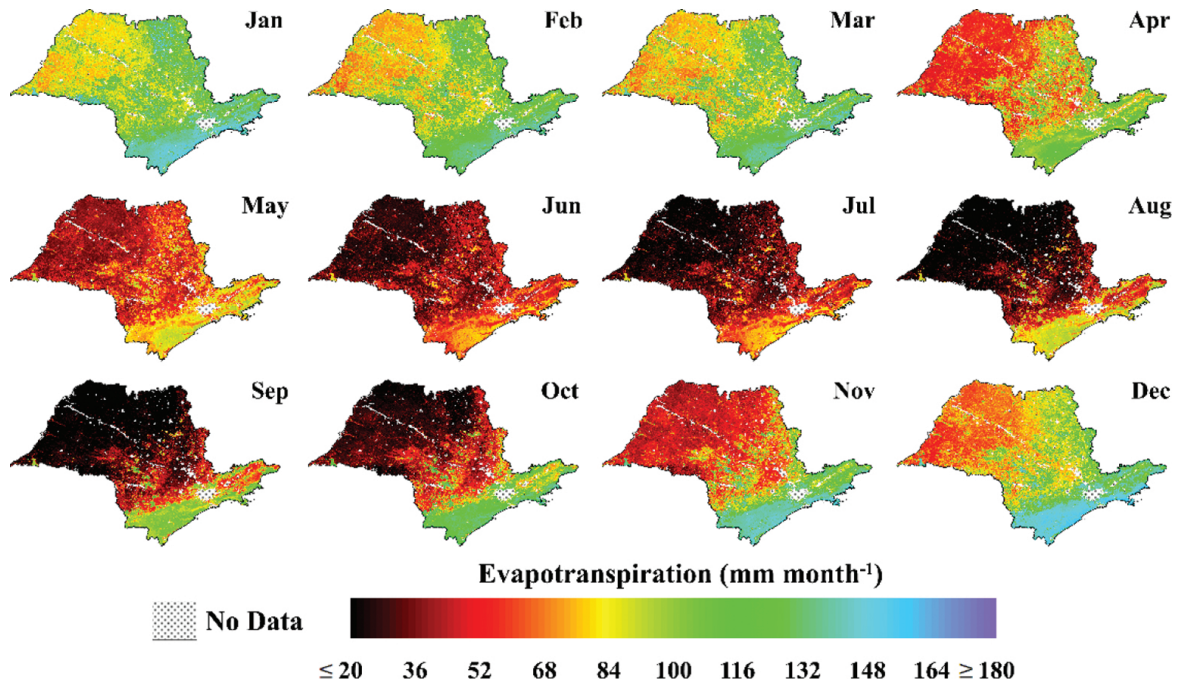 Jan Feb Mar Apr
May Jun Jul Aug
Sep Oct Nov Dec
Evapotranspiration (mm month⁻¹)
No Data
≤ 20 36 52 68 84 100 116 132 148 164 ≥ 180